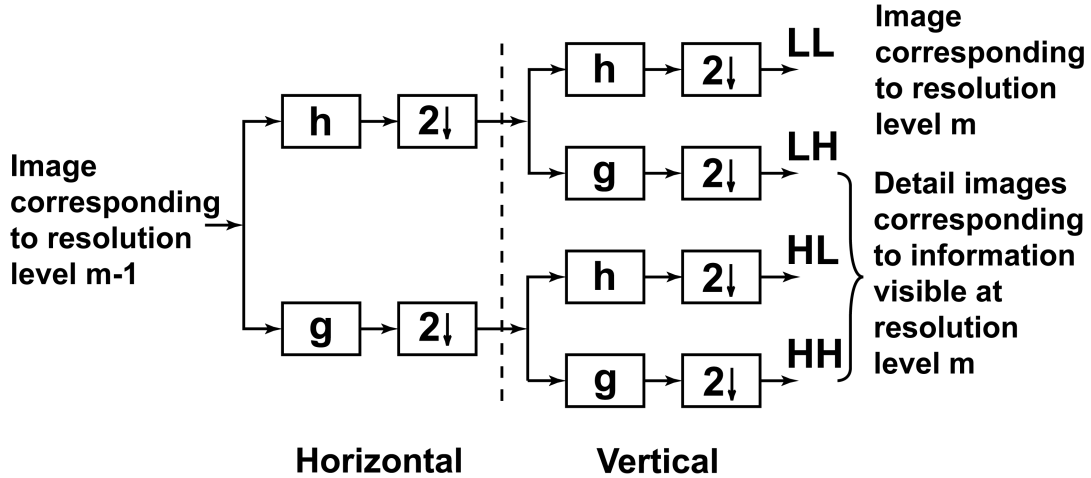 Image
corresponding
to resolution
level m-1
h
2↓
g
2↓
h
2↓
LL
g
2↓
LH
h
2↓
HL
g
2↓
HH
Image
corresponding
to resolution
level m
Detail images
corresponding
to information
visible at
resolution
level m
Horizontal
Vertical